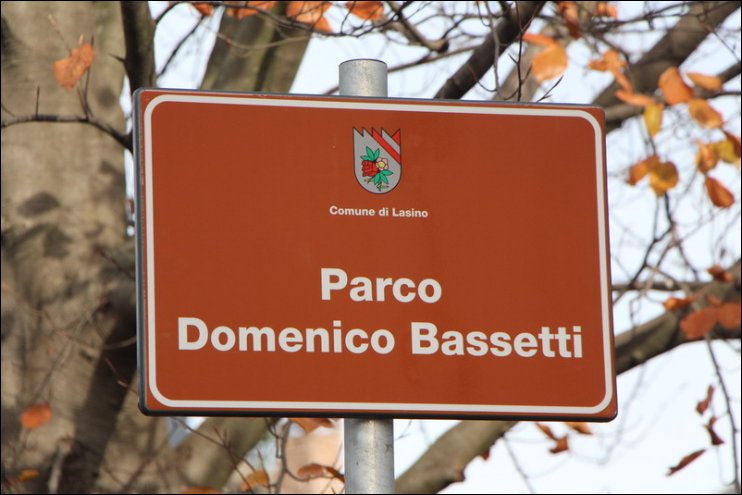 Comune di Lasino
Parco
Domenico Bassetti